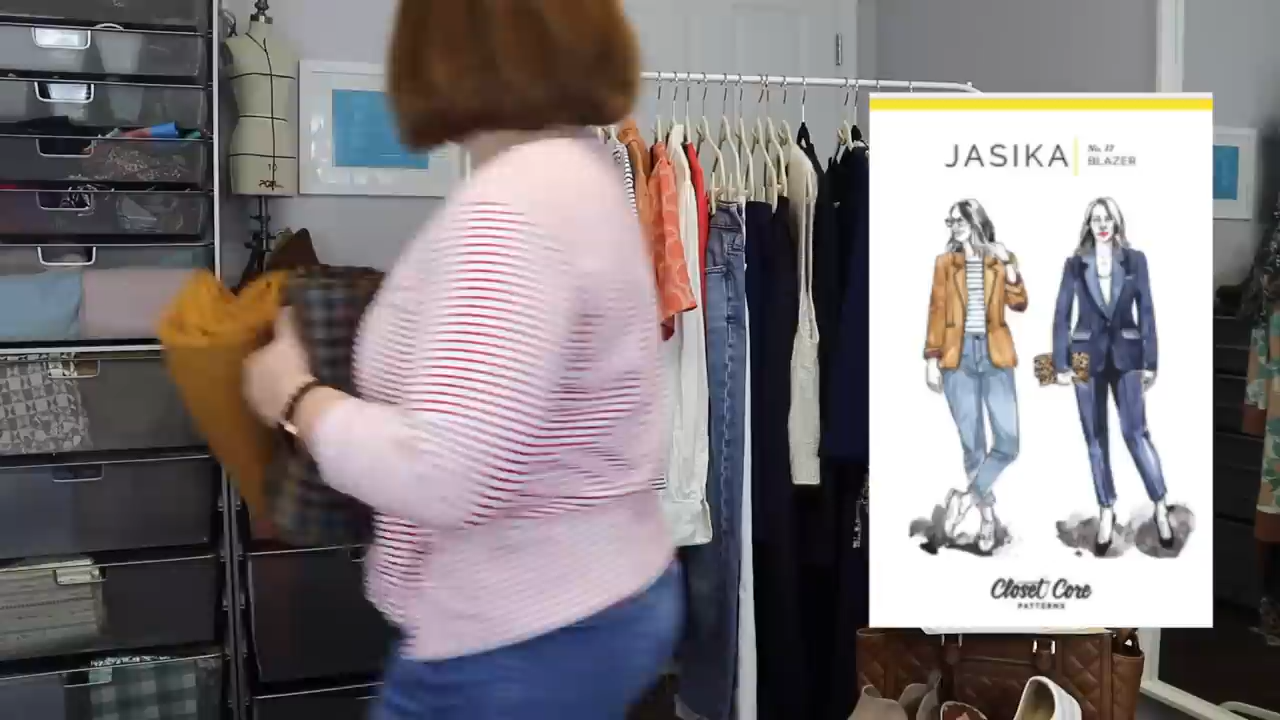 JASIKA
No. 17
BLAZER
Closet Core
PATTERNS